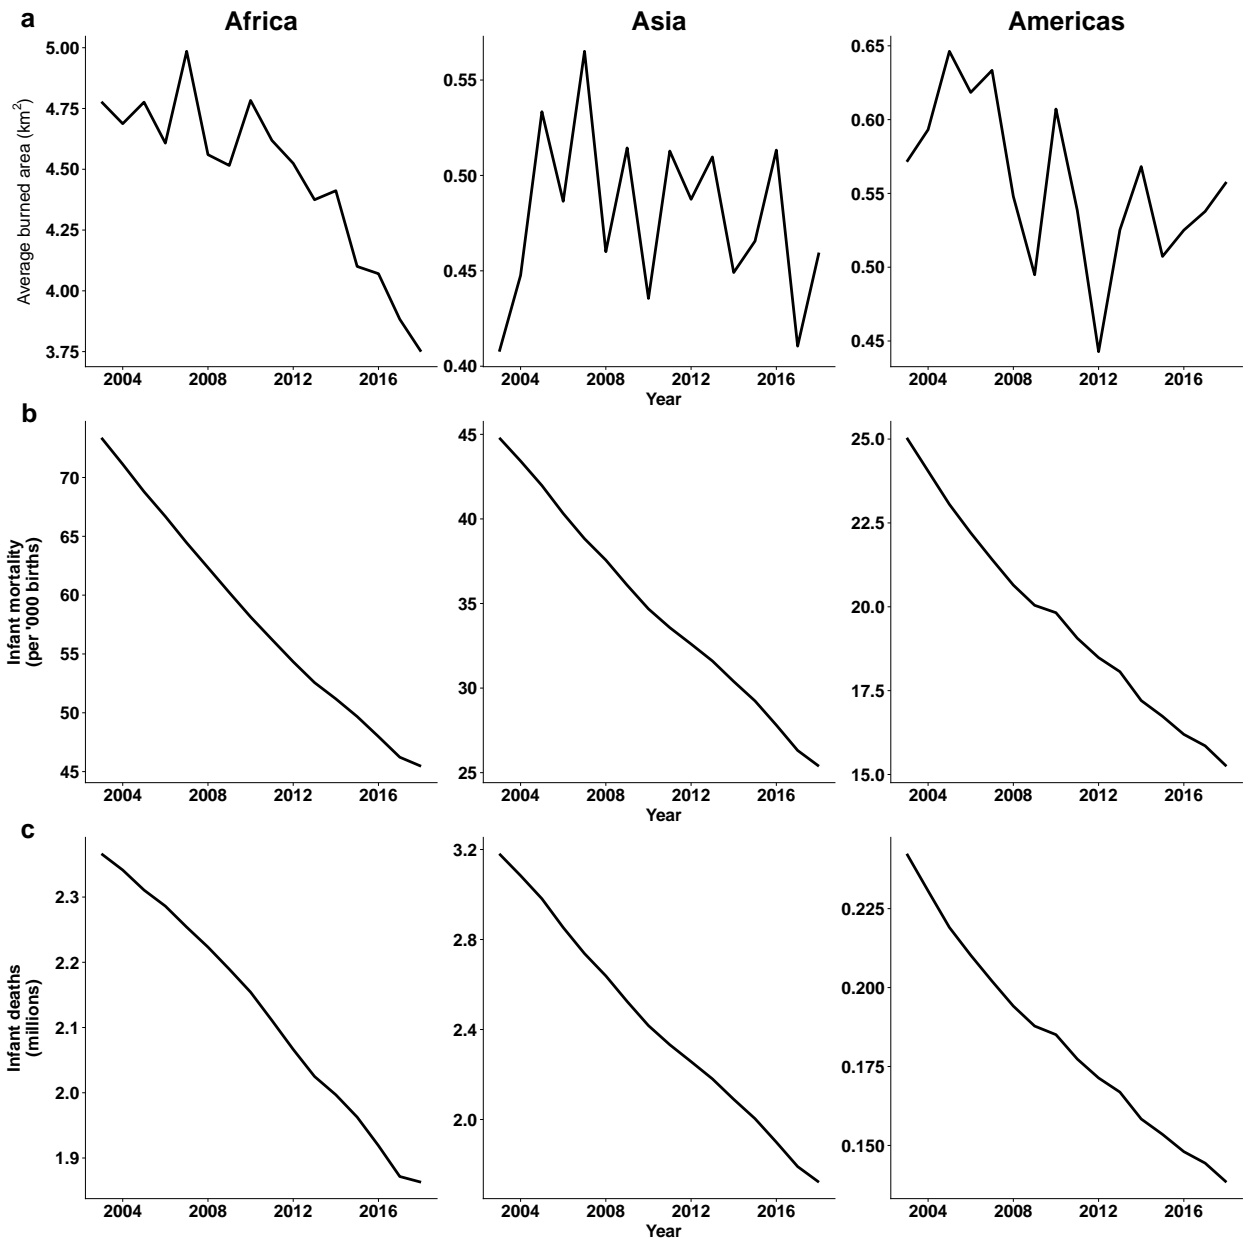 a
Africa
Asia
Americas
Average burned area (km²)
5.00
4.75
4.50
4.25
4.00
3.75
2004 2008 2012 2016
0.55
0.50
0.45
0.40
2004 2008 2012 2016
0.65
0.60
0.55
0.50
0.45
2004 2008 2012 2016
Year
b
Infant mortality
(per '000 births)
70
65
60
55
50
45
2004 2008 2012 2016
45
40
35
30
25
2004 2008 2012 2016
25.0
22.5
20.0
17.5
15.0
2004 2008 2012 2016
Year
c
Infant deaths
(millions)
2.3
2.2
2.1
2.0
1.9
2004 2008 2012 2016
3.2
2.8
2.4
2.0
2004 2008 2012 2016
0.225
0.200
0.175
0.150
2004 2008 2012 2016
Year